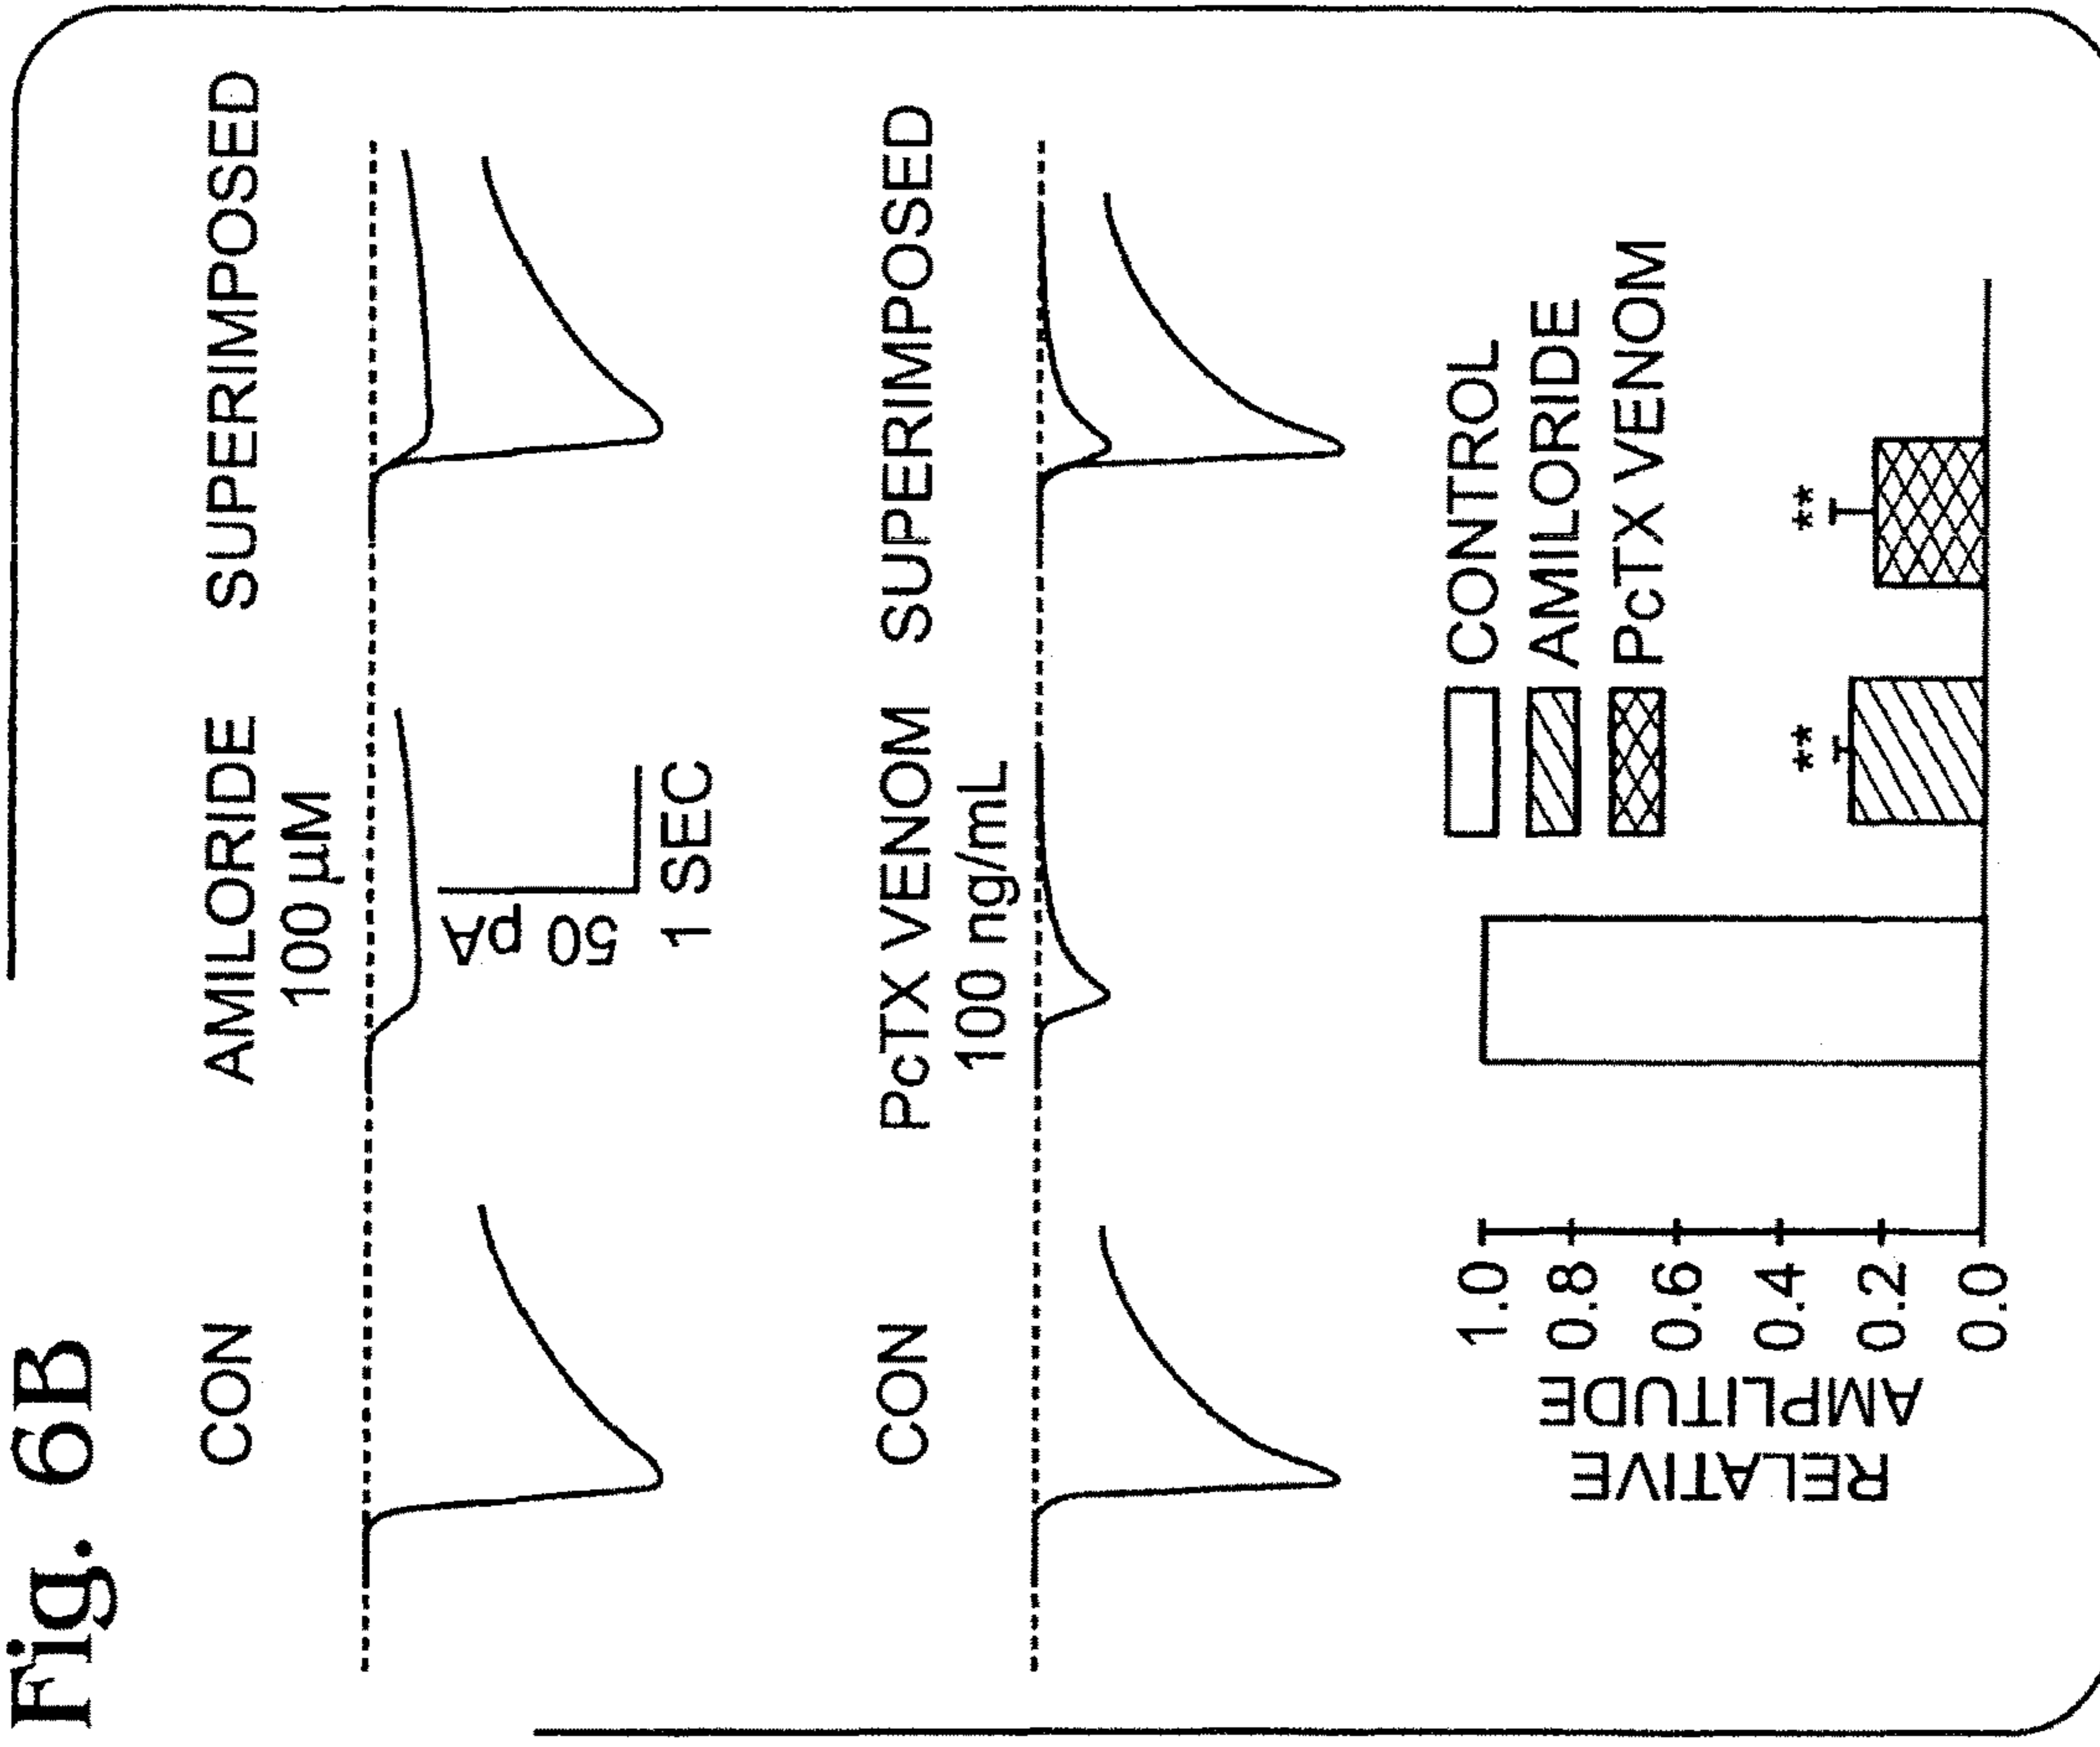 Fig. 6B
CON
AMILORIDE
100 µM
SUPERIMPOSED
50 pA
1 SEC
CON
PcTX VENOM
100 ng/mL
SUPERIMPOSED
CONTROL
AMILORIDE
PcTX VENOM
RELATIVE
AMPLITUDE
1.0
0.8
0.6
0.4
0.2
0.0
**
**